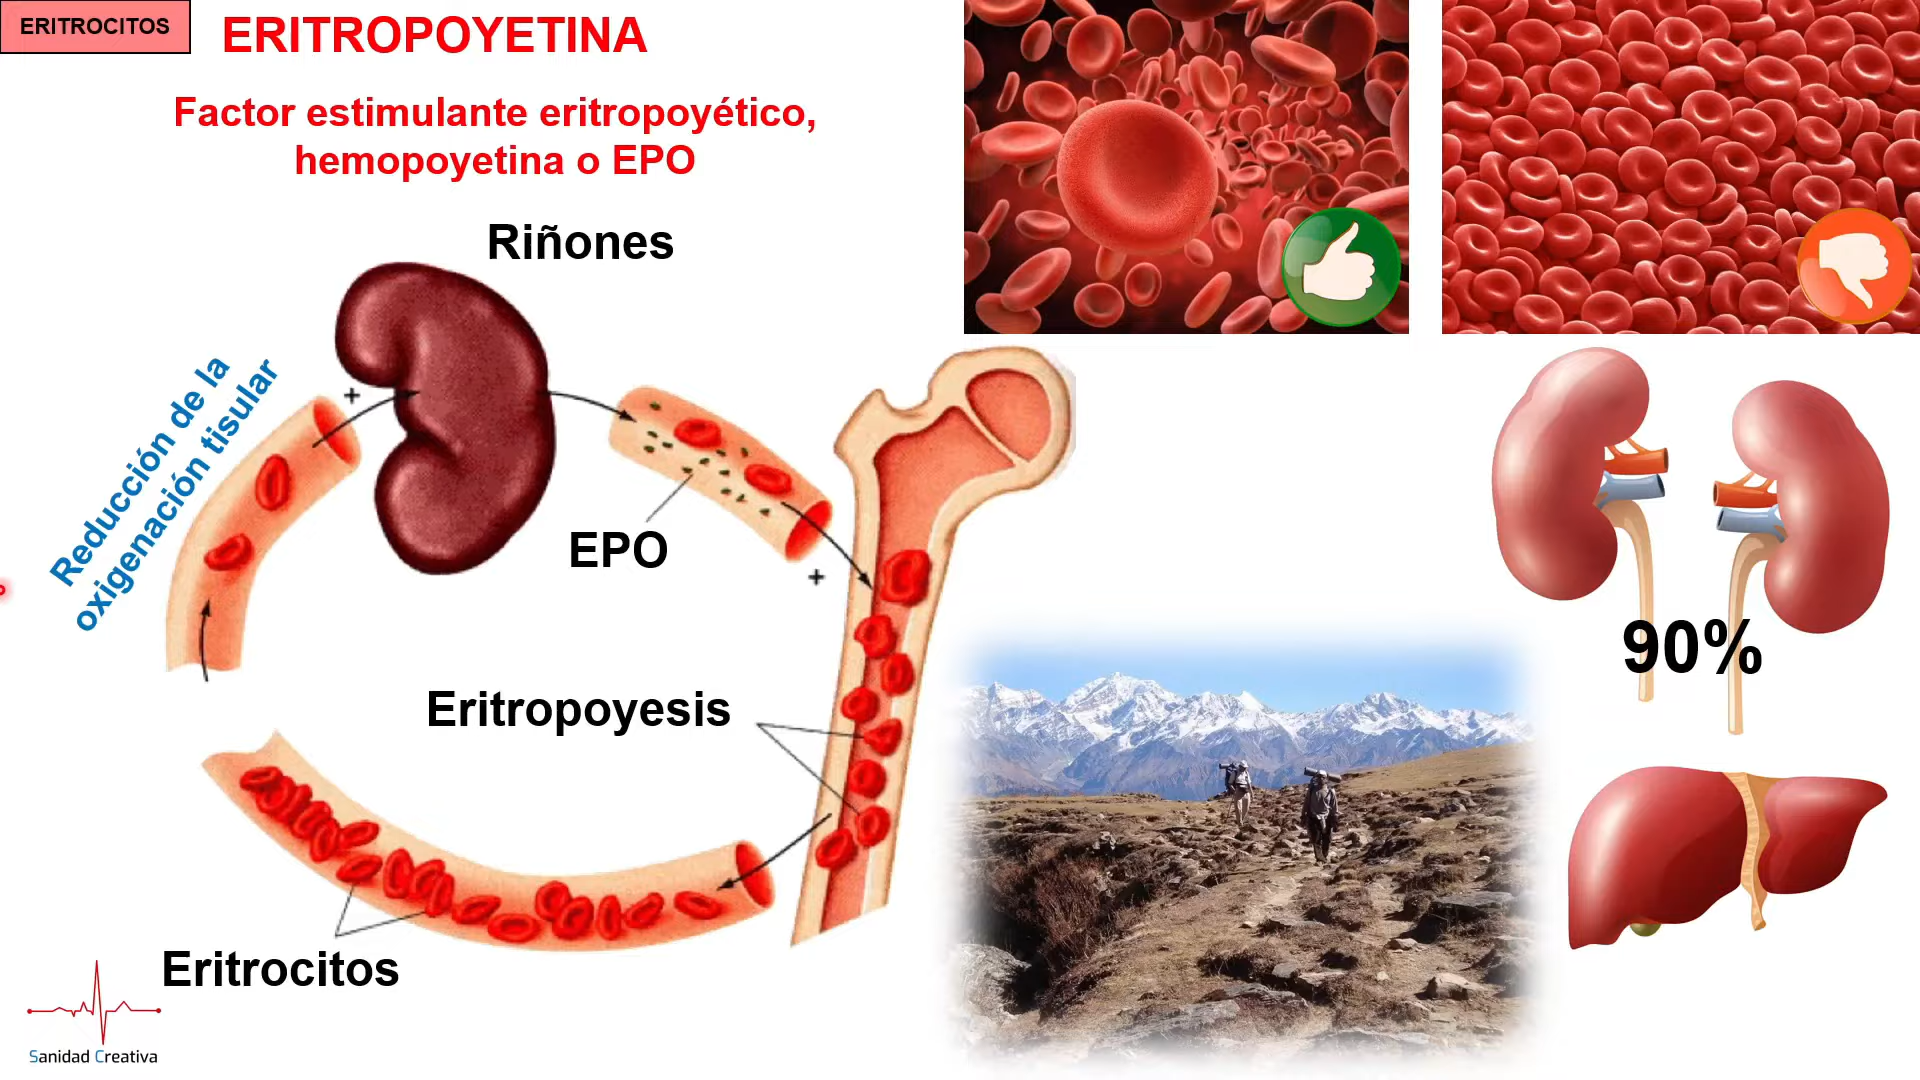 ERITROCITOS
ERITROPOYETINA
Factor estimulante eritropoyético,
hemopoyetina o EPO
Riñones
Reducción de la
oxigenación tisular
+
EPO
+
Eritropoyesis
Eritrocitos
90%
Sanidad Creativa